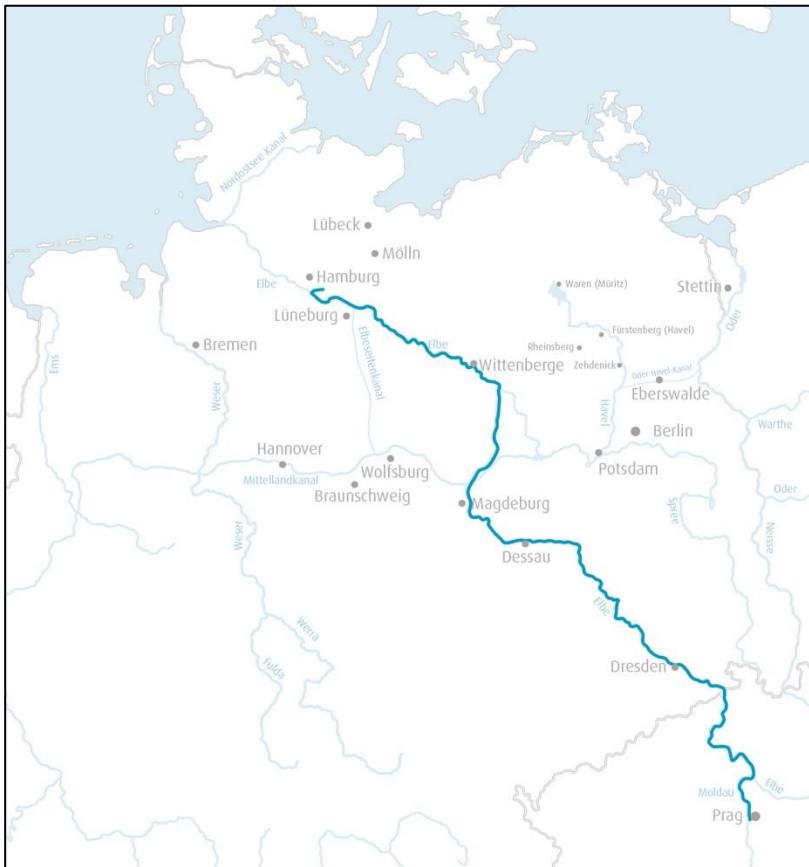 Nordostsee Kanal
Lübeck
Mölln
Hamburg
Elbe
Waren (Müritz)
Stettin
Lüneburg
Bremen
Ems
Weser
Elbeseitenkanal
Elbe
Wittenberge
Fürstenberg (Havel)
Rheinsberg
Zehdenick
Oder
Oder-Havel-Kanal
Eberswalde
Havel
Berlin
Warthe
Hannover
Wolfsburg
Potsdam
Mittellandkanal
Braunschweig
Magdeburg
Oder
Spree
Neisse
Weser
Dessau
Elbe
Werra
Fulda
Dresden
Moldau
Elbe
Prag